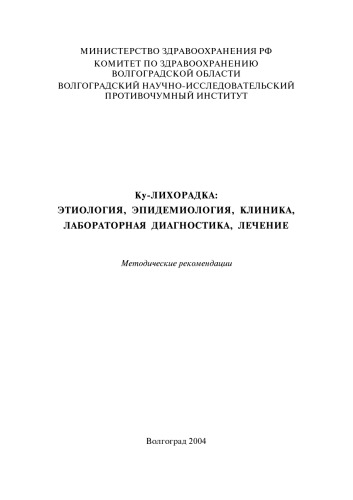 МИНИСТЕРСТВО ЗДРАВООХРАНЕНИЯ РФ
КОМИТЕТ ПО ЗДРАВООХРАНЕНИЮ
ВОЛГОГРАДСКОЙ ОБЛАСТИ
ВОЛГОГРАДСКИЙ НАУЧНО-ИССЛЕДОВАТЕЛЬСКИЙ
ПРОТИВОЧУМНЫЙ ИНСТИТУТ
Ку-ЛИХОРАДКА:
ЭТИОЛОГИЯ, ЭПИДЕМИОЛОГИЯ, КЛИНИКА,
ЛАБОРАТОРНАЯ ДИАГНОСТИКА, ЛЕЧЕНИЕ
Методические рекомендации
Волгоград 2004